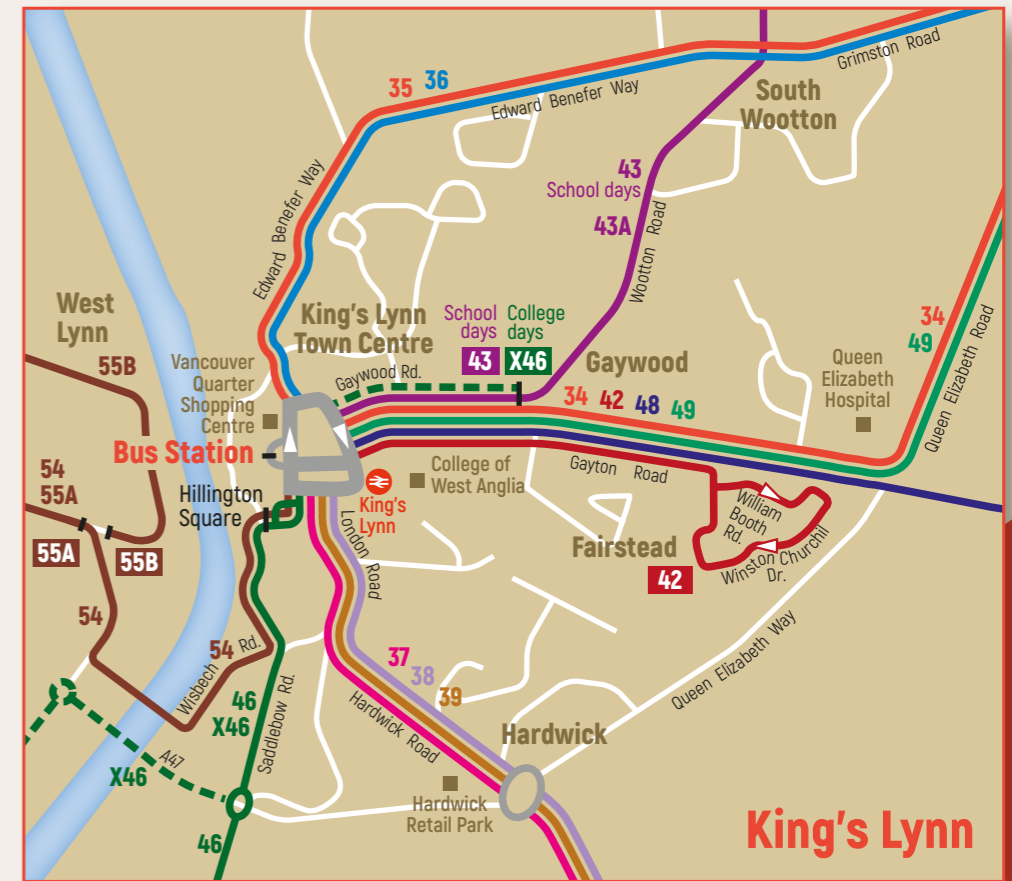 35 36
Edward Benefer Way
Grimston Road
South
Wootton
43
School days
43A
Wootton Road
Edward Benefer Way
West
Lynn
55B
King's Lynn
Town Centre
School
days
College
days
43
X46
Gaywood Rd.
Gaywood
34 42 48 49
34
49
Queen
Elizabeth
Hospital
Queen Elizabeth Road
Vancouver
Quarter
Shopping
Centre
Bus Station
54
55A
Hillington
Square
King's
Lynn
College of
West Anglia
Gayton Road
William
Booth
Rd.
Winston Churchil
Dr.
Fairstead
42
55A
55B
London Road
54
54
Wisbech Rd.
46
X46
Saddlebow Rd.
37
38
39
Hardwick Road
Queen Elizabeth Way
Hardwick
X46
A47
Hardwick
Retail Park
46
King's Lynn